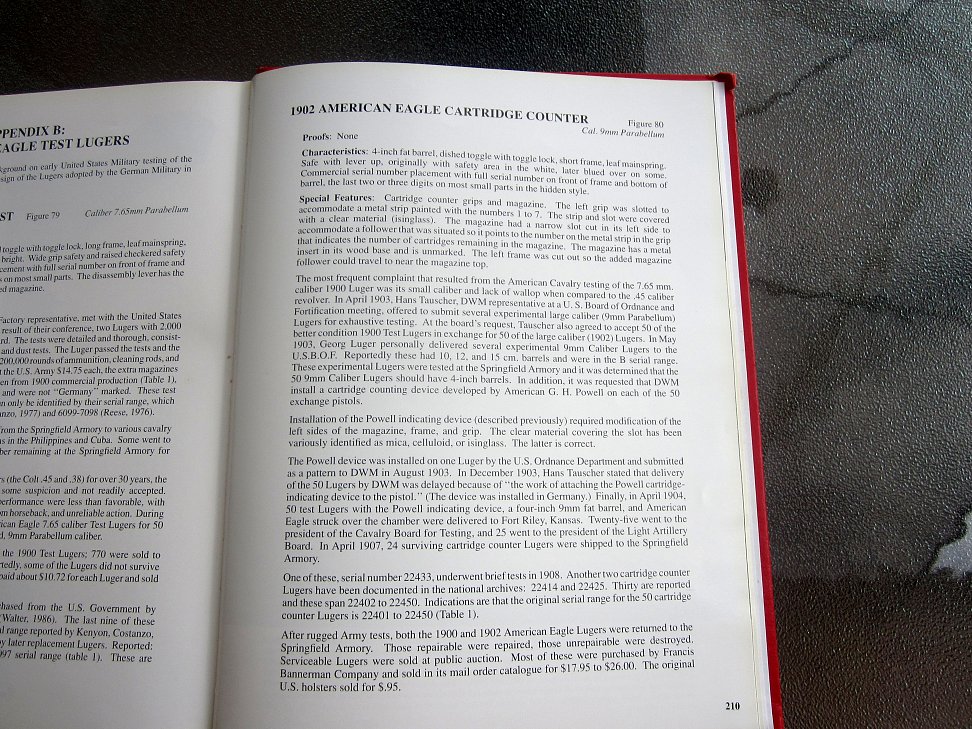 PPENDIX B:
EAGLE TEST LUGERS
kground on early United States Military testing of the
sign of the Lugers adopted by the German Military in
ST Figure 79 Caliber 7.65mm Parabellum
toggle with toggle lock, long frame, leaf mainspring,
bright. Wide grip safety and raised checkered safety
cement with full serial number on front of frame and
s on most small parts. The disassembly lever has the
ed magazine.
Factory representative, met with the United States
result of their conference, two Lugers with 2,000
rd. The tests were detailed and thorough, consist-
and dust tests. The Luger passed the tests and the
200,000 rounds of ammunition, cleaning rods, and
t the U.S. Army $14.75 each, the extra magazines
en from 1900 commercial production (Table 1),
and were not "Germany" marked. These test
n only be identified by their serial range, which
anzo, 1977) and 6099-7098 (Reese, 1976).
from the Springfield Armory to various cavalry
s in the Philippines and Cuba. Some went to
ber remaining at the Springfield Armory for
s (the Colt .45 and .38) for over 30 years, the
some suspicion and not readily accepted.
erformance were less than favorable, with
om horseback, and unreliable action. During
ican Eagle 7.65 caliber Test Lugers for 50
d. 9mm Parabellum caliber.
the 1900 Test Lugers; 770 were sold to
rtedly, some of the Lugers did not survive
paid about $10.72 for each Luger and sold
hased from the U.S. Government by
(Walter, 1986). The last nine of these
l range reported by Kenyon, Costanzo,
y later replacement Lugers. Reported:
97 serial range (table 1). These are
1902 AMERICAN EAGLE CARTRIDGE COUNTER
Figure 80
Cal. 9mm Parabellum
Proofs: None
Characteristics: 4-inch fat barrel, dished toggle with toggle lock, short frame, leaf mainspring.
Safe with lever up, originally with safety area in the white, later blued over on some.
Commercial serial number placement with full serial number on front of frame and bottom of
barrel, the last two or three digits on most small parts in the hidden style.
Special Features: Cartridge counter grips and magazine. The left grip was slotted to
accommodate a metal strip painted with the numbers 1 to 7. The strip and slot were covered
with a clear material (isinglass). The magazine had a narrow slot cut in its left side to
accommodate a follower that was situated so it points to the number on the metal strip in the grip
that indicates the number of cartridges remaining in the magazine. The magazine has a metal
insert in its wood base and is unmarked. The left frame was cut out so the added magazine
follower could travel to near the magazine top.
The most frequent complaint that resulted from the American Cavalry testing of the 7.65 mm.
caliber 1900 Luger was its small caliber and lack of wallop when compared to the .45 caliber
revolver. In April 1903, Hans Tauscher, DWM representative at a U. S. Board of Ordnance and
Fortification meeting, offered to submit several experimental large caliber (9mm Parabellum)
Lugers for exhaustive testing. At the board's request, Tauscher also agreed to accept 50 of the
better condition 1900 Test Lugers in exchange for 50 of the large caliber (1902) Lugers. In May
1903, Georg Luger personally delivered several experimental 9mm Caliber Lugers to the
U.S.B.O.F. Reportedly these had 10, 12, and 15 cm. barrels and were in the B serial range.
These experimental Lugers were tested at the Springfield Armory and it was determined that the
50 9mm Caliber Lugers should have 4-inch barrels. In addition, it was requested that DWM
install a cartridge counting device developed by American G. H. Powell on each of the 50
exchange pistols.
Installation of the Powell indicating device (described previously) required modification of the
left sides of the magazine, frame, and grip. The clear material covering the slot has been
variously identified as mica, celluloid, or isinglass. The latter is correct.
The Powell device was installed on one Luger by the U.S. Ordnance Department and submitted
as a pattern to DWM in August 1903. In December 1903, Hans Tauscher stated that delivery
of the 50 Lugers by DWM was delayed because of "the work of attaching the Powell cartridge-
indicating device to the pistol." (The device was installed in Germany.) Finally, in April 1904,
50 test Lugers with the Powell indicating device, a four-inch 9mm fat barrel, and American
Eagle struck over the chamber were delivered to Fort Riley, Kansas. Twenty-five went to the
president of the Cavalry Board for Testing, and 25 went to the president of the Light Artillery
Board. In April 1907, 24 surviving cartridge counter Lugers were shipped to the Springfield
Armory.
One of these, serial number 22433, underwent brief tests in 1908. Another two cartridge counter
Lugers have been documented in the national archives: 22414 and 22425. Thirty are reported
and these span 22402 to 22450. Indications are that the original serial range for the 50 cartridge
counter Lugers is 22401 to 22450 (Table 1).
After rugged Army tests, both the 1900 and 1902 American Eagle Lugers were returned to the
Springfield Armory. Those repairable were repaired, those unrepairable were destroyed.
Serviceable Lugers were sold at public auction. Most of these were purchased by Francis
Bannerman Company and sold in its mail order catalogue for $17.95 to $26.00. The original
U.S. holsters sold for $.95.
210